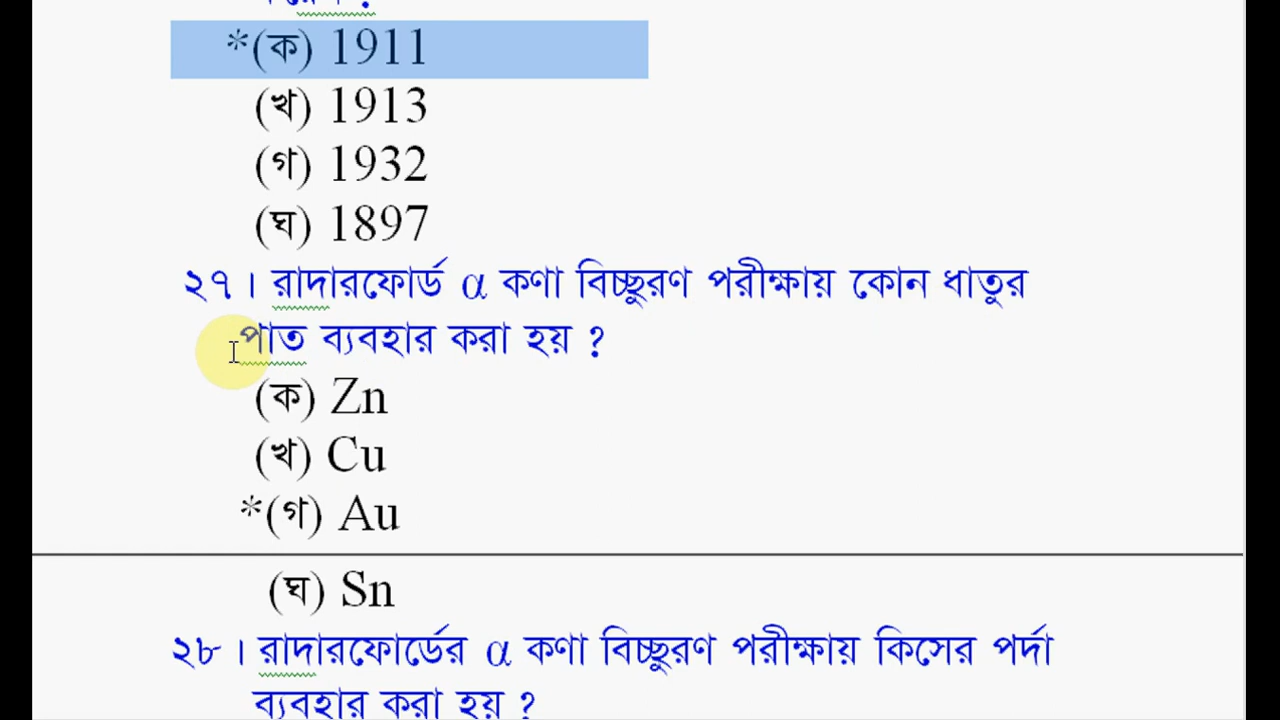 *(ক) 1911
(খ) 1913
(গ) 1932
(ঘ) 1897
২৭। রাদারফোর্ড α কণা বিচ্ছুরণ পরীক্ষায় কোন ধাতুর
পাত ব্যবহার করা হয় ?
(ক) Zn
(খ) Cu
*(গ) Au
(ঘ) Sn
২৮। রাদারফোর্ডের α কণা বিচ্ছুরণ পরীক্ষায় কিসের পর্দা
ব্যবহার করা হয় ?